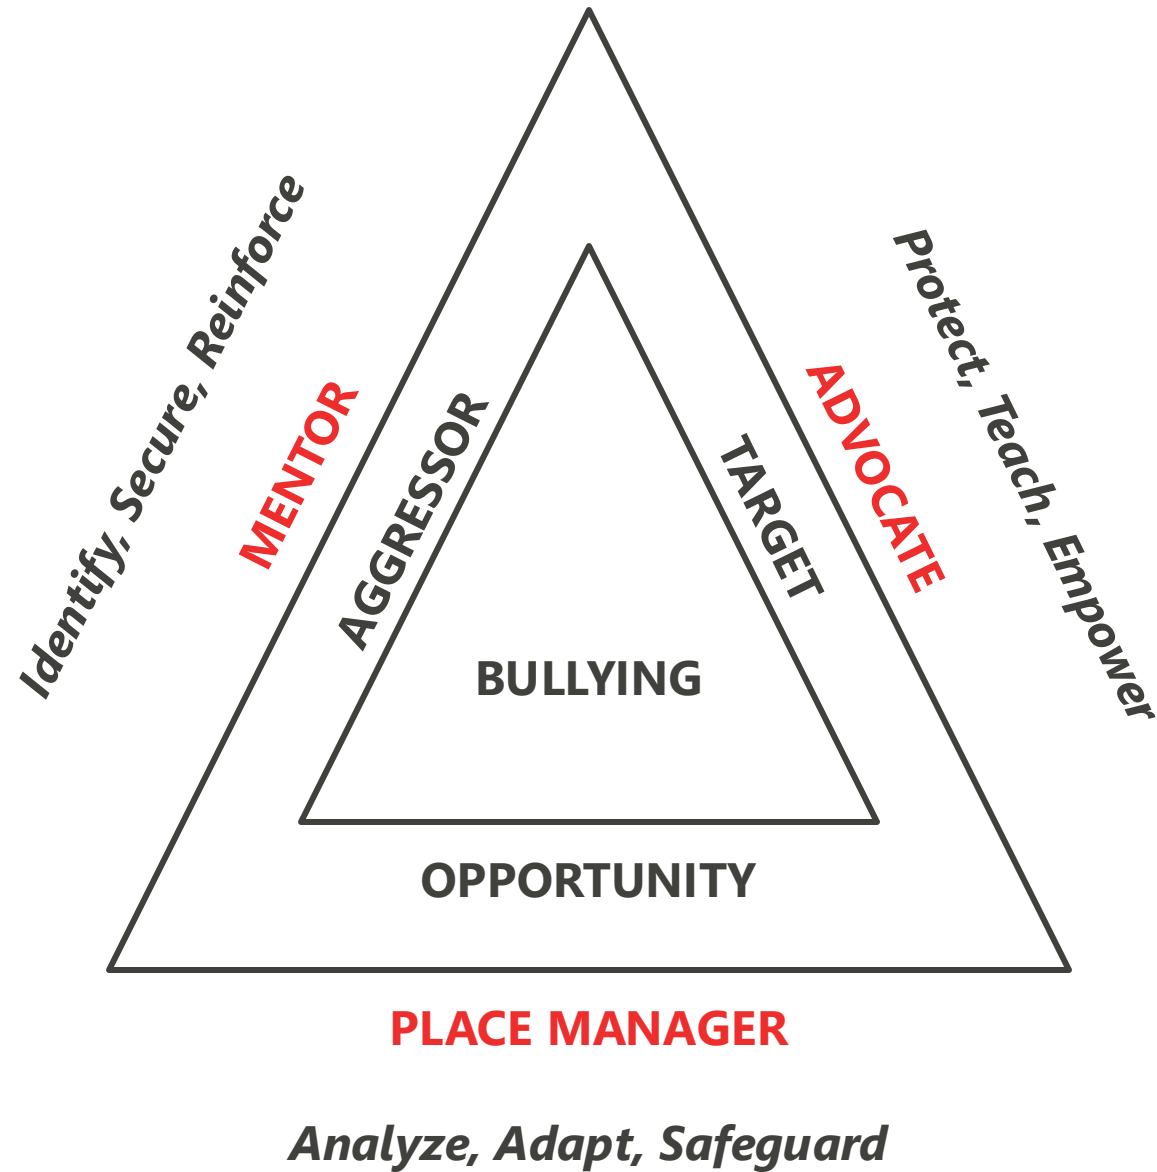 Identify, Secure, Reinforce
MENTOR
AGGRESSOR
Protect, Teach, Empower
ADVOCATE
TARGET
BULLYING
OPPORTUNITY
PLACE MANAGER
Analyze, Adapt, Safeguard